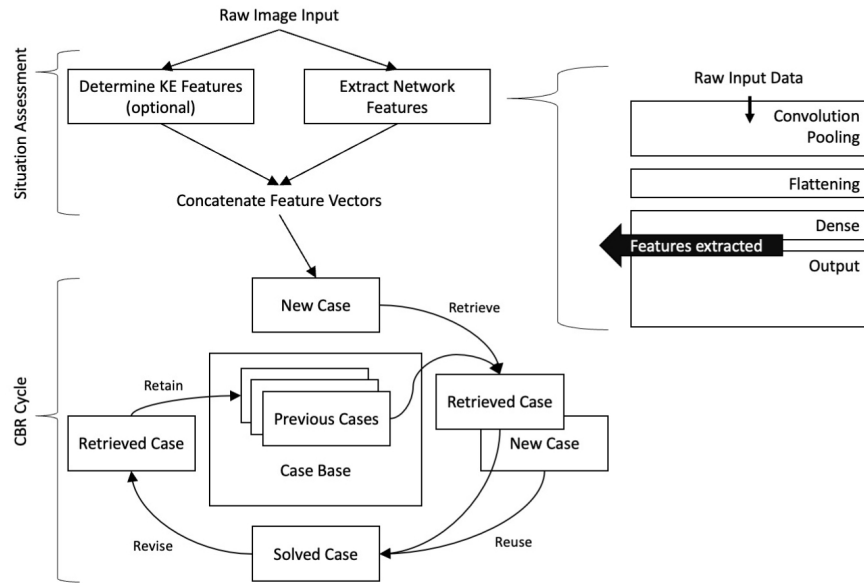 Raw Image Input
Situation Assessment
Determine KE Features
(optional)
Extract Network
Features
Concatenate Feature Vectors
Raw Input Data
Convolution
Pooling
Flattening
Dense
Features extracted
Output
CBR Cycle
New Case
Retrieve
Retain
Previous Cases
Case Base
Retrieved Case
New Case
Retrieved Case
Revise
Solved Case
Reuse